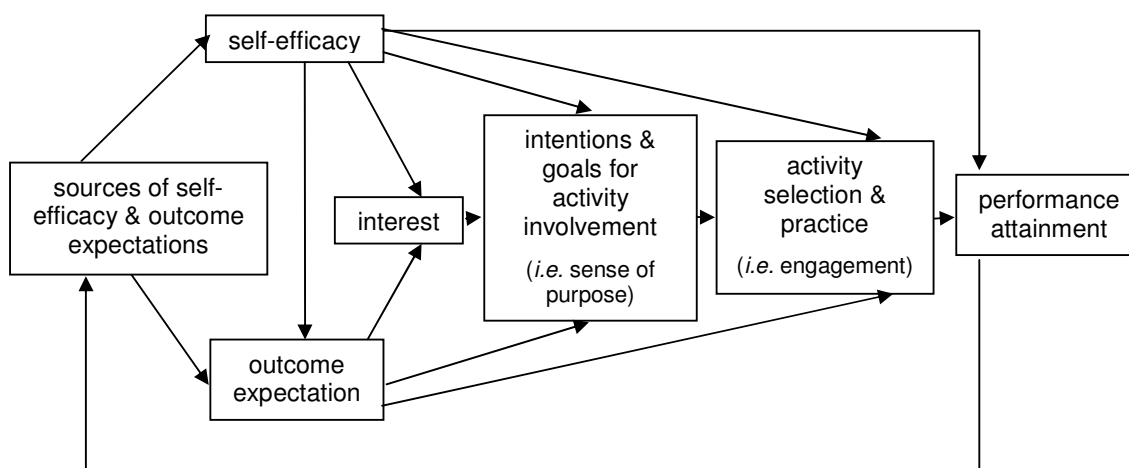 self-efficacy
sources of self-
efficacy & outcome
expectations
interest
outcome
expectation
intentions &
goals for
activity
involvement
(i.e. sense of
purpose)
activity
selection &
practice
(i.e. engagement)
performance
attainment